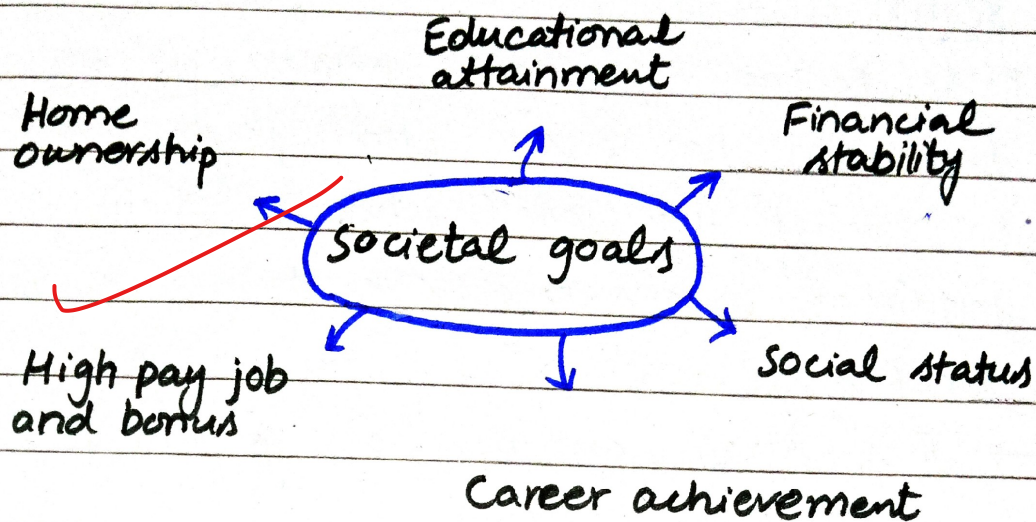 Educational
attainment
Home
ownership
Financial
stability
Societal goals
High pay job
and bonus
Social status
Career achievement